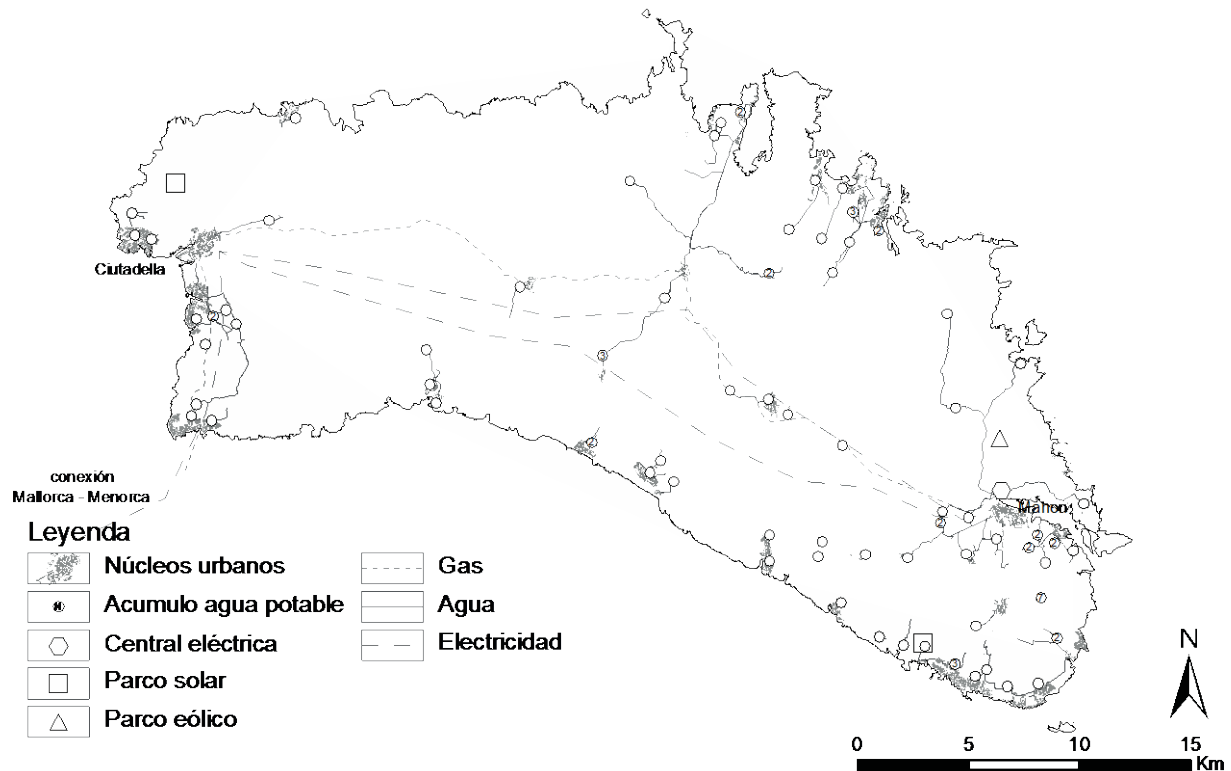 Ciutadella
conexión
Mallorca - Menorca
Mahon
Leyenda
Núcleos urbanos
Acumulo agua potable
Central eléctrica
Parco solar
Parco eólico
Gas
Agua
Electricidad
N
0 5 10 15
Km